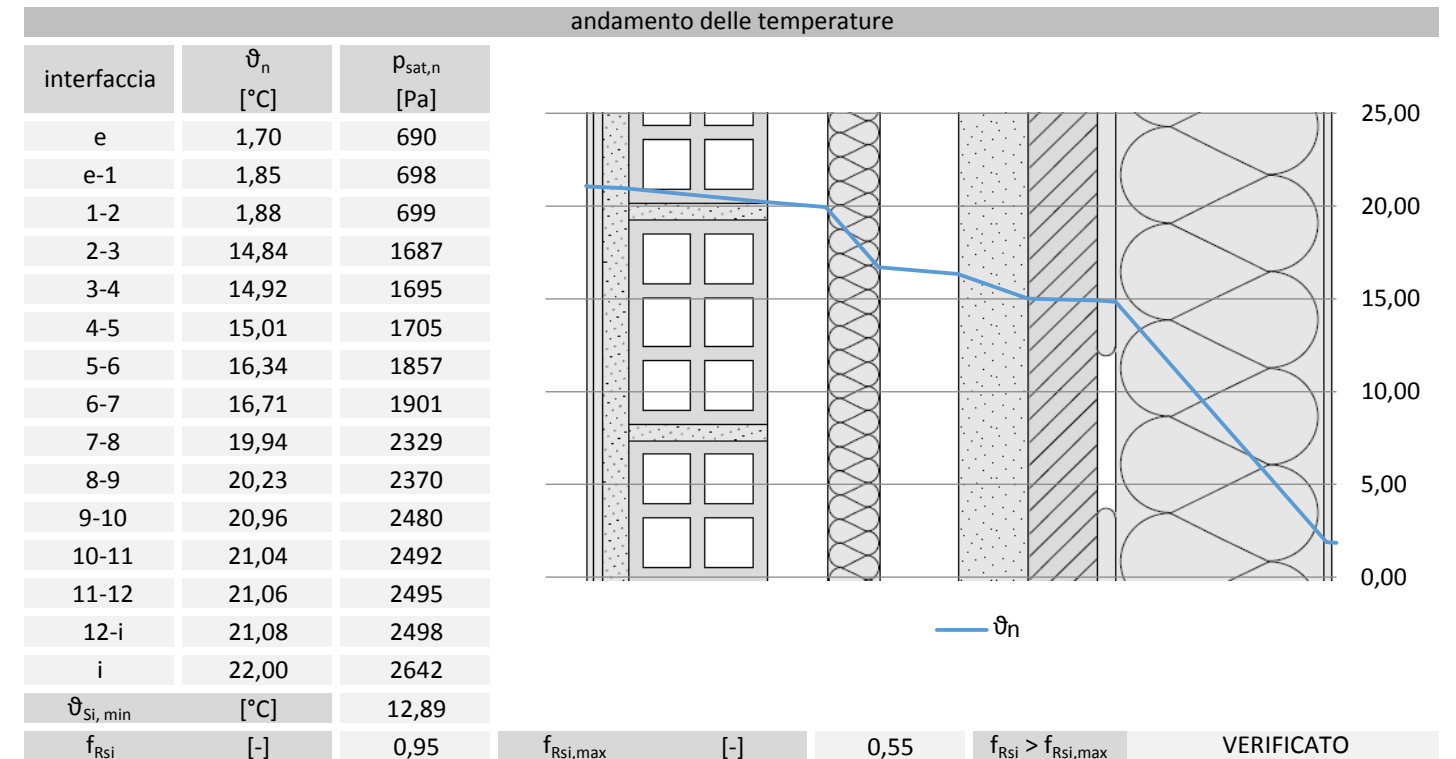 andamento delle temperature
interfaccia ϑn psat,n
[°C] [Pa]
e 1,70 690
e-1 1,85 698
1-2 1,88 699
2-3 14,84 1687
3-4 14,92 1695
4-5 15,01 1705
5-6 16,34 1857
6-7 16,71 1901
7-8 19,94 2329
8-9 20,23 2370
9-10 20,96 2480
10-11 21,04 2492
11-12 21,06 2495
12-i 21,08 2498
i 22,00 2642
ϑSi, min [°C] 12,89
fRsi [-] 0,95 fRsi,max [-] 0,55 fRsi > fRsi,max VERIFICATO
25,00
20,00
15,00
10,00
5,00
0,00
ϑn